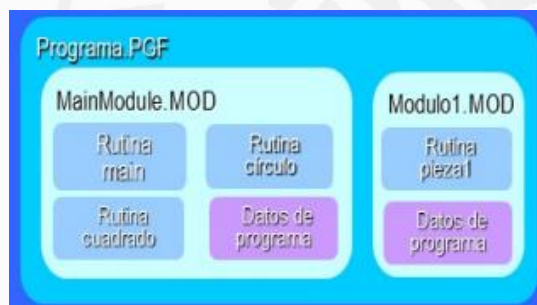 Programa.PGF
MainModule.MOD
Rutina
main
Rutina
círculo
Rutina
cuadrado
Datos de
programa
Modulo1.MOD
Rutina
pieza1
Datos de
programa